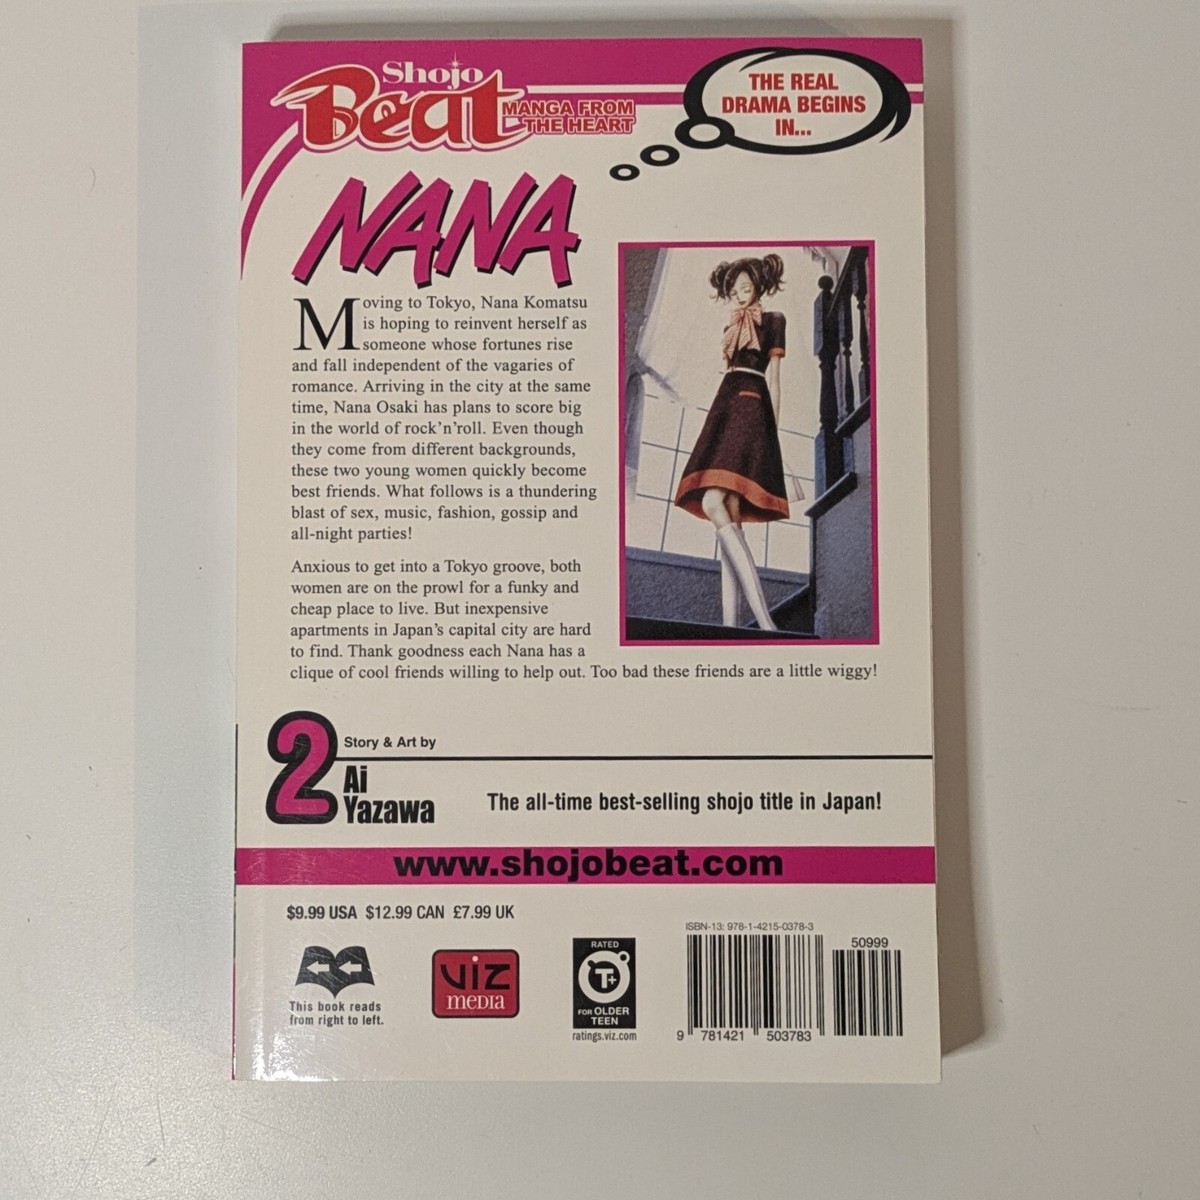 Shojo
Beat
MANGA FROM
THE HEART
THE REAL
DRAMA BEGINS
IN...
NANA
Moving to Tokyo, Nana Komatsu
is hoping to reinvent herself as
someone whose fortunes rise
and fall independent of the vagaries of
romance. Arriving in the city at the same
time, Nana Osaki has plans to score big
in the world of rock'n'roll. Even though
they come from different backgrounds,
these two young women quickly become
best friends. What follows is a thundering
blast of sex, music, fashion, gossip and
all-night parties!
Anxious to get into a Tokyo groove, both
women are on the prowl for a funky and
cheap place to live. But inexpensive
apartments in Japan's capital city are hard
to find. Thank goodness each Nana has a
clique of cool friends willing to help out. Too bad these friends are a little wiggy!
2
Story & Art by
Ai
Yazawa
The all-time best-selling shojo title in Japan!
www.shojobeat.com
$9.99 USA $12.99 CAN £7.99 UK
This book reads
from right to left.
VIZ
MEDIA
RATED
T+
FOR OLDER
TEEN
ratings.viz.com
ISBN-13: 978-1-4215-0378-3
50999
9 781421 503783